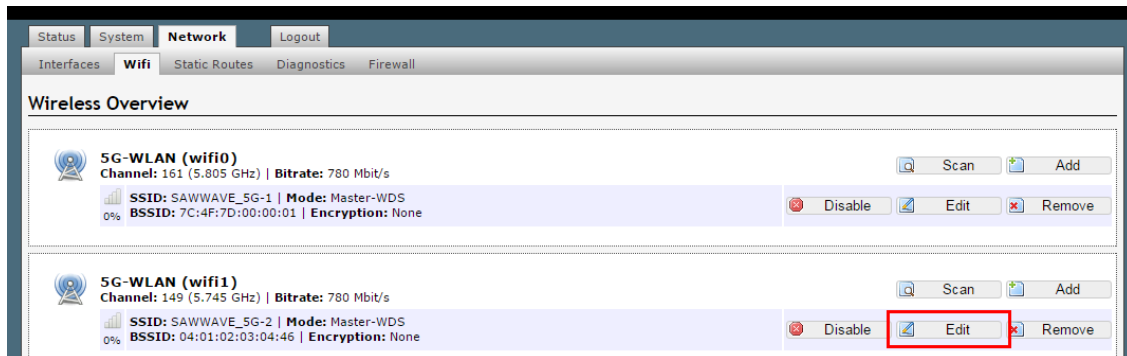 Status System Network Logout
Interfaces Wifi Static Routes Diagnostics Firewall
Wireless Overview
5G-WLAN (wifi0)
Channel: 161 (5.805 GHz) | Bitrate: 780 Mbit/s
Scan Add
SSID: SAWWAVE_5G-1 | Mode: Master-WDS
0% BSSID: 7C:4F:7D:00:00:01 | Encryption: None
Disable Edit Remove
5G-WLAN (wifi1)
Channel: 149 (5.745 GHz) | Bitrate: 780 Mbit/s
Scan Add
SSID: SAWWAVE_5G-2 | Mode: Master-WDS
0% BSSID: 04:01:02:03:04:46 | Encryption: None
Disable Edit Remove